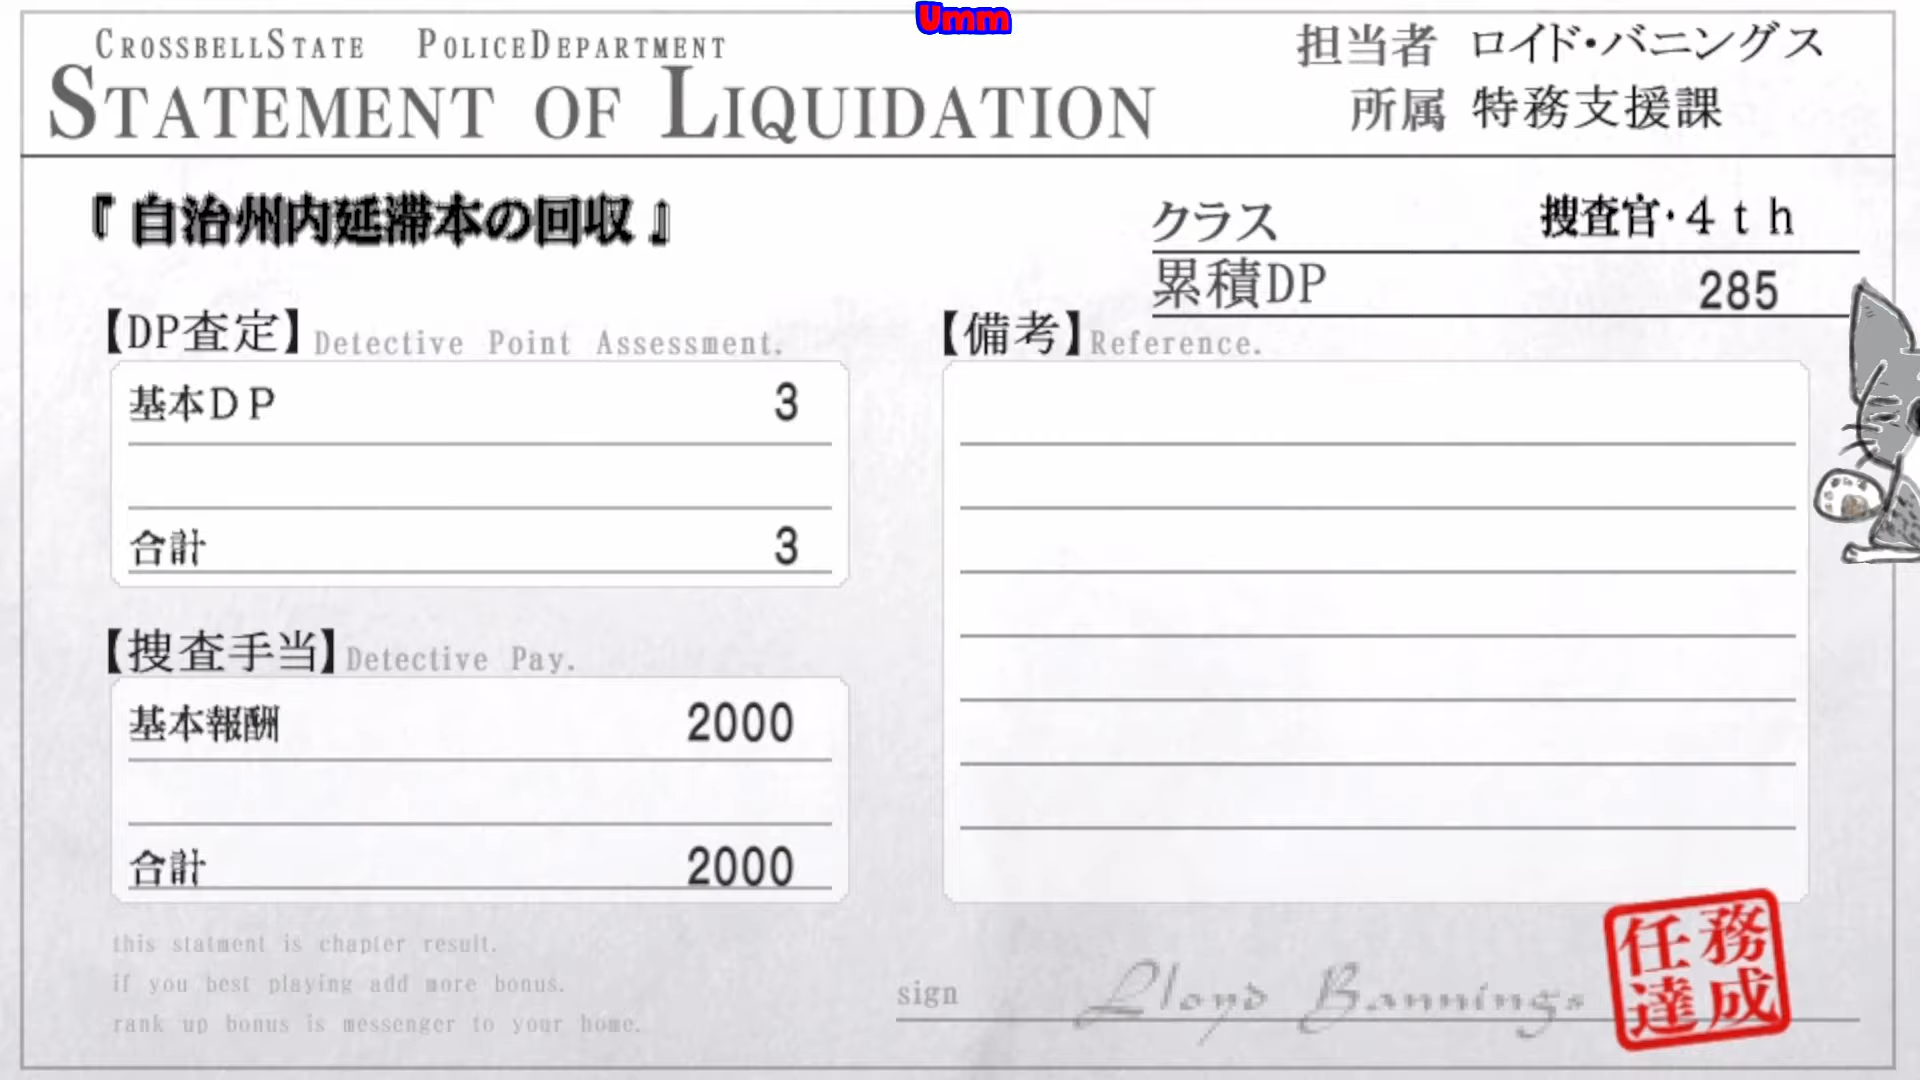 Umm
CROSSBELLSTATE POLICEDEPARTMENT
STATEMENT OF LIQUIDATION
担当者 ロイド・バニングス
所属 特務支援課
『自治州内延滞本の回収』
クラス 捜査官・4th
累積DP 285
【DP査定】Detective Point Assessment.
基本DP 3
合計 3
【捜査手当】Detective Pay.
基本報酬 2000
合計 2000
【備考】Reference.
this statment is chapter result.
if you best playing add more bonus.
rank up bonus is messenger to your home.
sign Lloyd Bannings
任務
達成